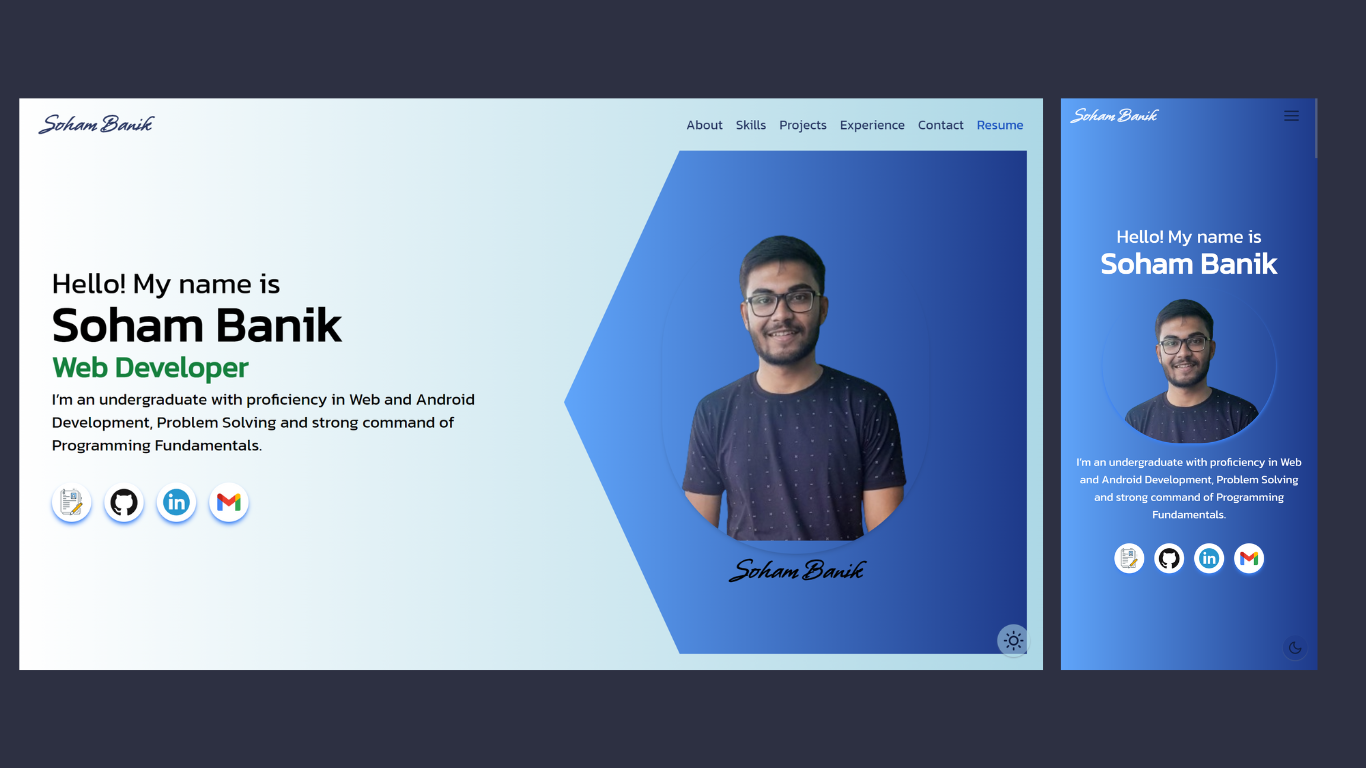 Soham Banik
About Skills Projects Experience Contact Resume
Hello! My name is
Soham Banik
Web Developer
I'm an undergraduate with proficiency in Web and Android
Development, Problem Solving and strong command of
Programming Fundamentals.
in
Soham Banik
Soham Banik
Hello! My name is
Soham Banik
I'm an undergraduate with proficiency in Web
and Android Development, Problem Solving
and strong command of Programming
Fundamentals.
in